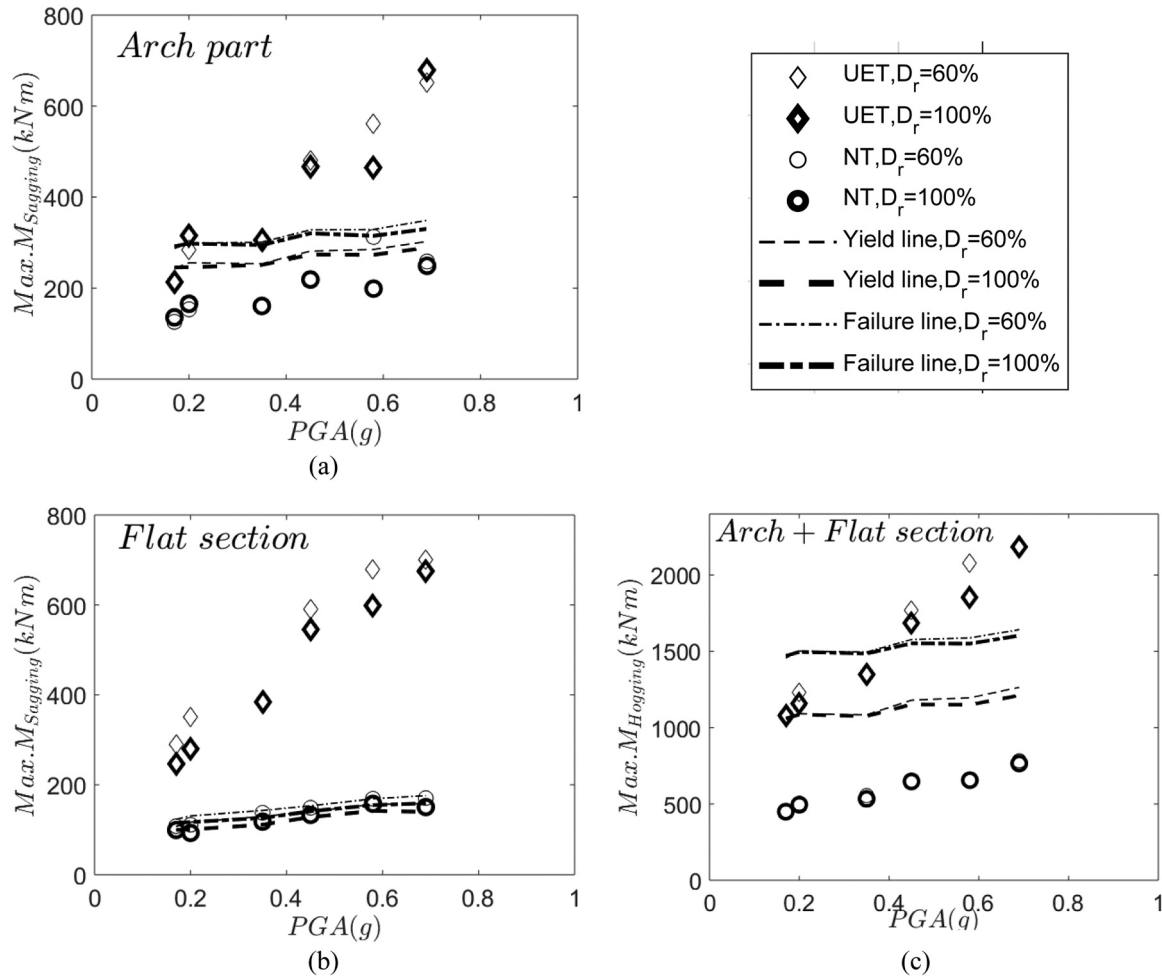 Arch part
Max.M_Sagging(kNm)
800
600
400
200
0
0 0.2 0.4 0.6 0.8 1
PGA(g)
(a)
UET,D_r=60%
UET,D_r=100%
NT,D_r=60%
NT,D_r=100%
Yield line,D_r=60%
Yield line,D_r=100%
Failure line,D_r=60%
Failure line,D_r=100%
Flat section
Max.M_Sagging(kNm)
800
600
400
200
0
0 0.2 0.4 0.6 0.8 1
PGA(g)
(b)
Arch + Flat section
Max.M_Hogging(kNm)
2000
1500
1000
500
0
0 0.2 0.4 0.6 0.8 1
PGA(g)
(c)